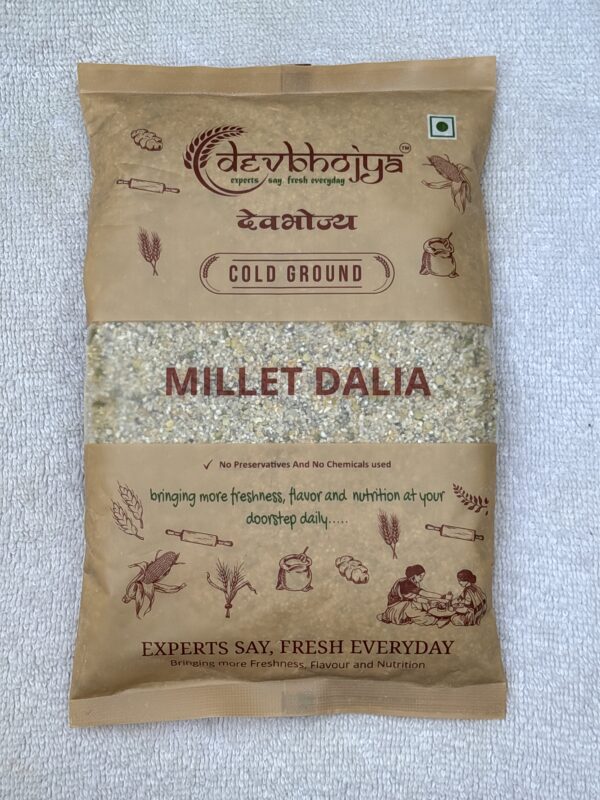 devbhojya™
experts say, fresh everyday
देवभोज्य
COLD GROUND
MILLET DALIA
✓ No Preservatives And No Chemicals used
bringing more freshness, flavor and nutrition at your
doorstep daily.....
EXPERTS SAY, FRESH EVERYDAY
Bringing more Freshness, Flavour and Nutrition